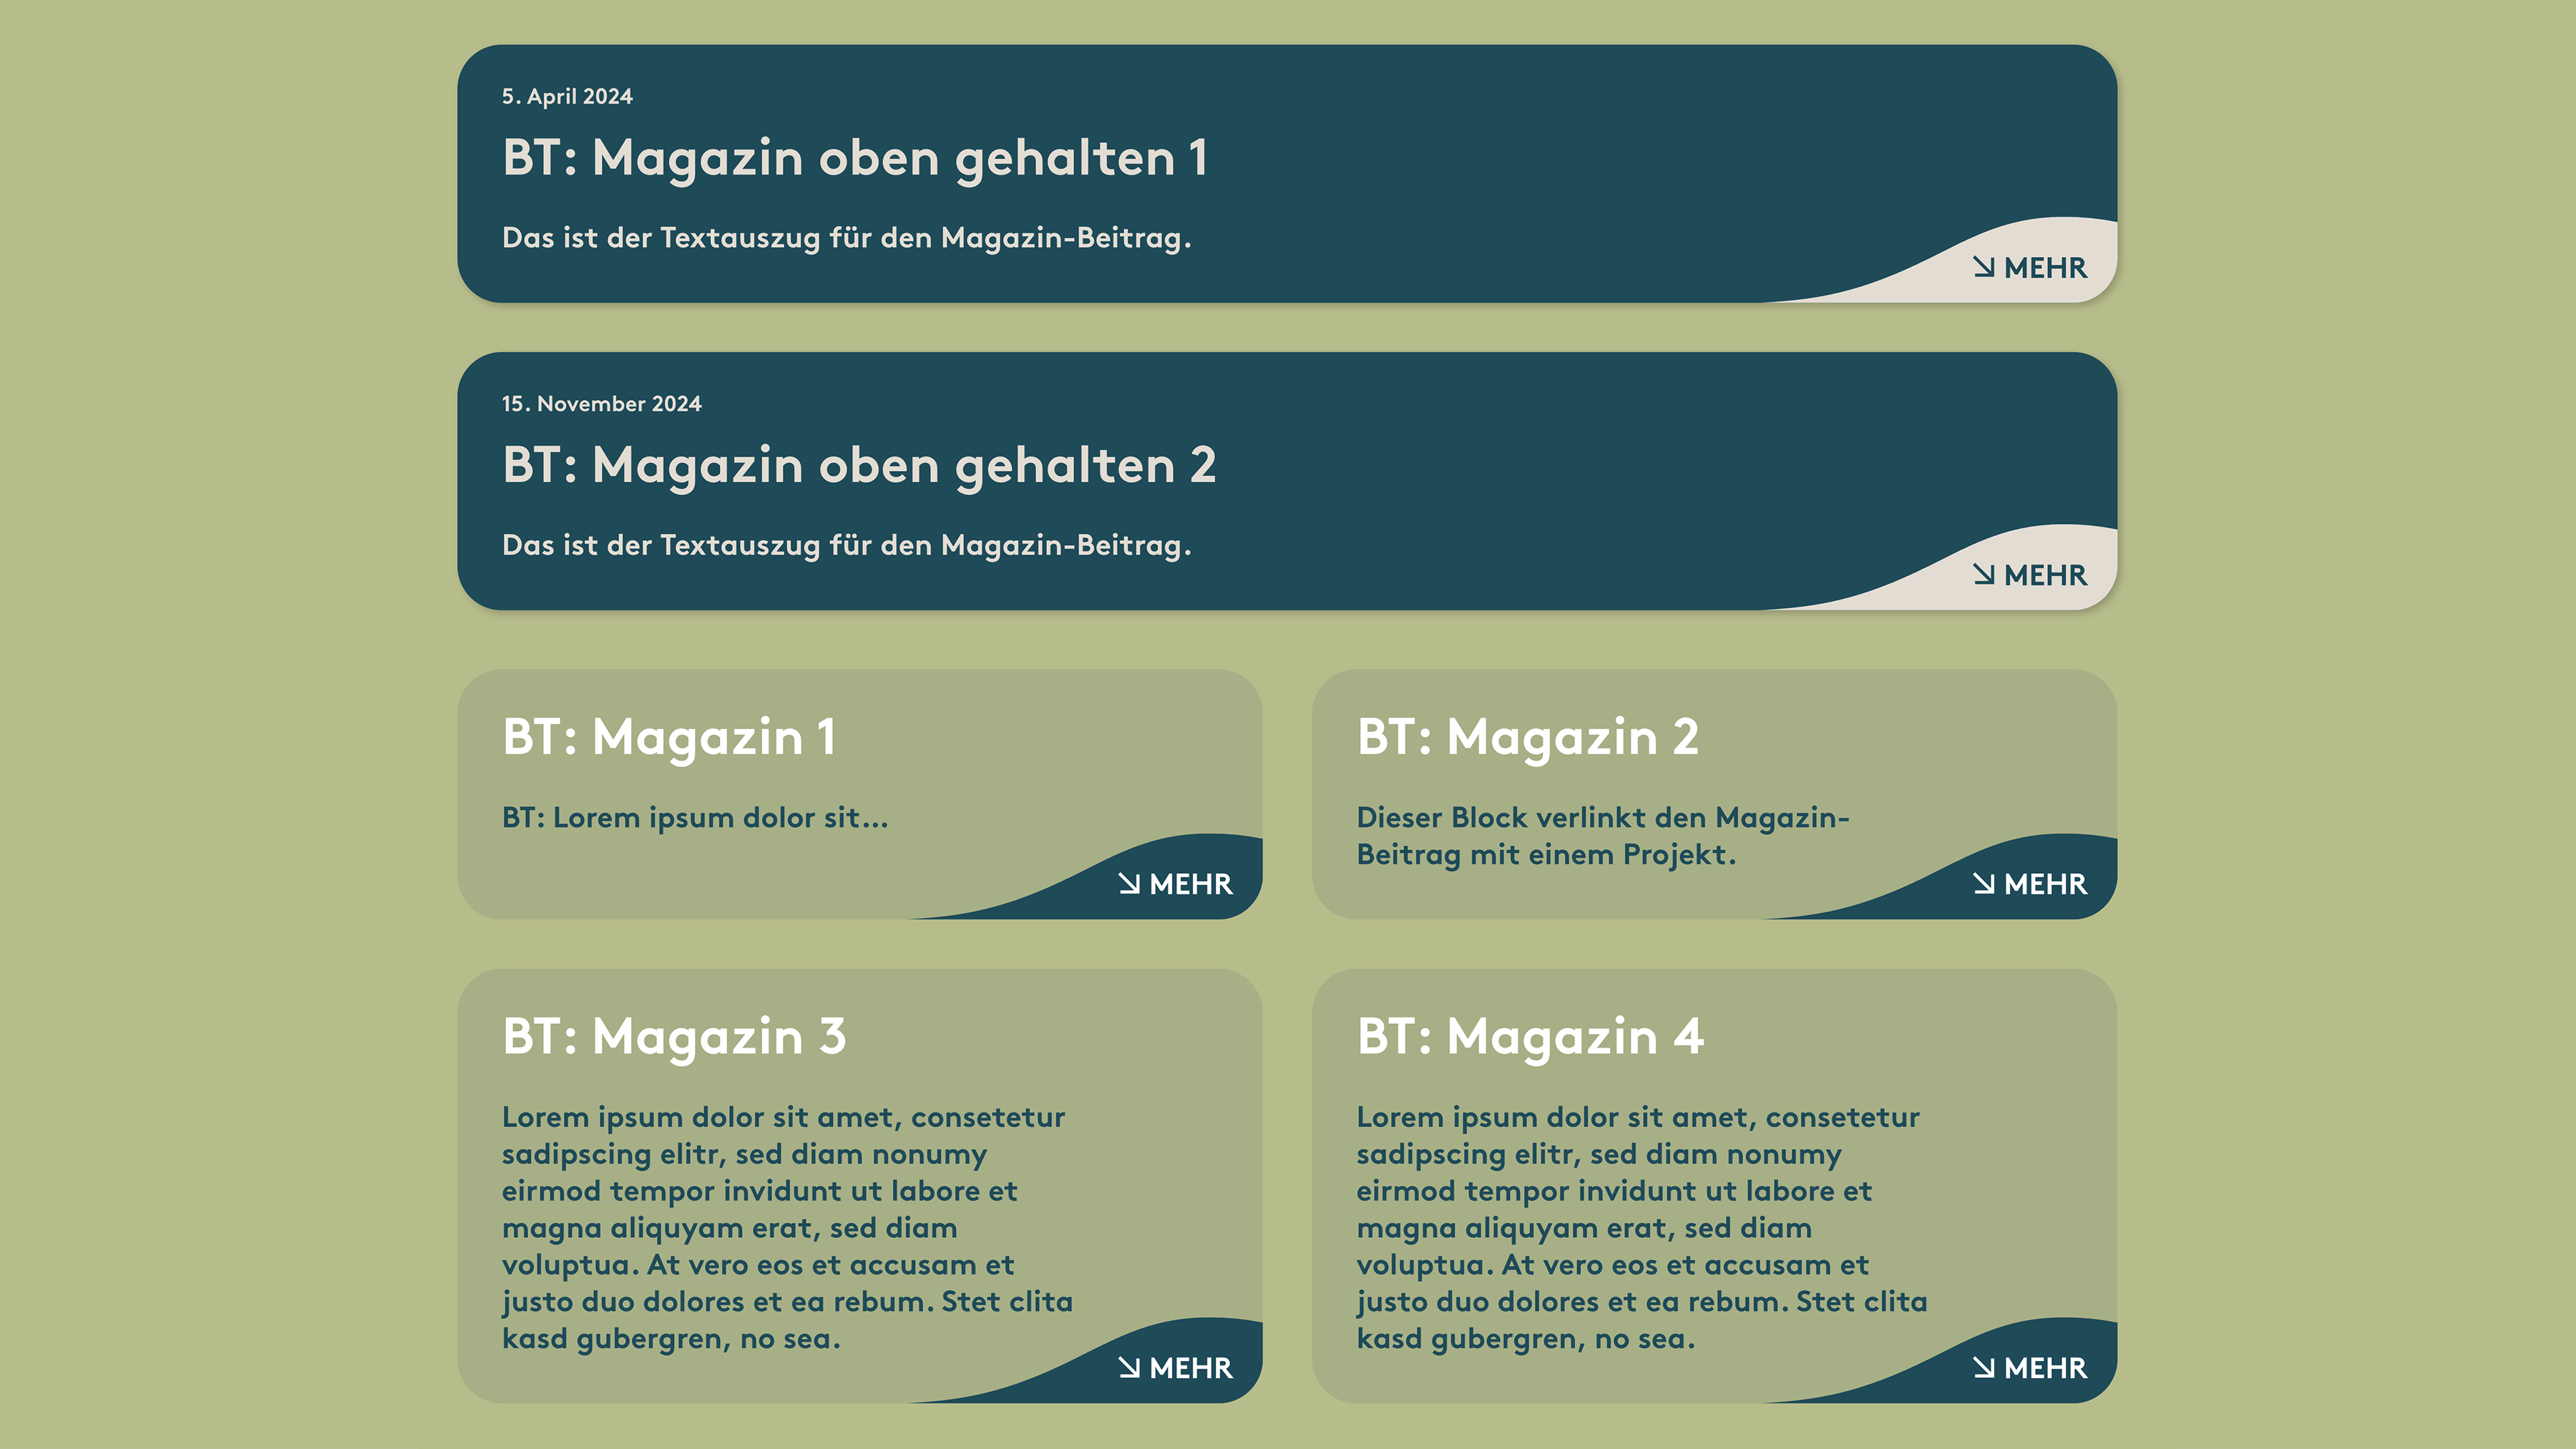 5. April 2024
BT: Magazin oben gehalten 1
Das ist der Textauszug für den Magazin-Beitrag.
↘ MEHR
15. November 2024
BT: Magazin oben gehalten 2
Das ist der Textauszug für den Magazin-Beitrag.
↘ MEHR
BT: Magazin 1
BT: Lorem ipsum dolor sit...
↘ MEHR
BT: Magazin 2
Dieser Block verlinkt den Magazin-
Beitrag mit einem Projekt.
↘ MEHR
BT: Magazin 3
Lorem ipsum dolor sit amet, consetetur
sadipscing elitr, sed diam nonumy
eirmod tempor invidunt ut labore et
magna aliquyam erat, sed diam
voluptua. At vero eos et accusam et
justo duo dolores et ea rebum. Stet clita
kasd gubergren, no sea.
↘ MEHR
BT: Magazin 4
Lorem ipsum dolor sit amet, consetetur
sadipscing elitr, sed diam nonumy
eirmod tempor invidunt ut labore et
magna aliquyam erat, sed diam
voluptua. At vero eos et accusam et
justo duo dolores et ea rebum. Stet clita
kasd gubergren, no sea.
↘ MEHR